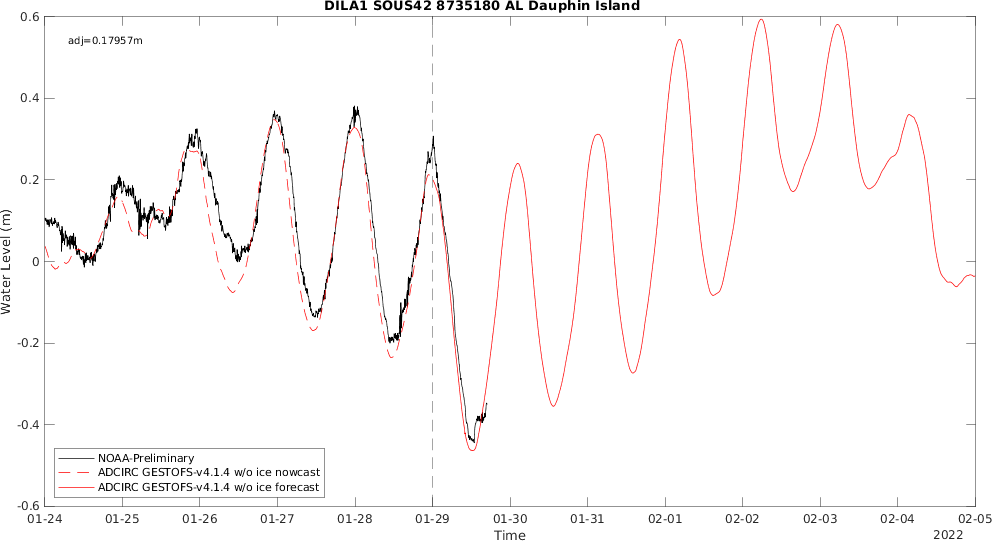 DILA1 SOUS42 8735180 AL Dauphin Island
adj=0.17957m
0.6
0.4
0.2
0
-0.2
-0.4
-0.6
Water Level (m)
NOAA-Preliminary
ADCIRC GESTOFS-v4.1.4 w/o ice nowcast
ADCIRC GESTOFS-v4.1.4 w/o ice forecast
01-24 01-25 01-26 01-27 01-28 01-29 01-30 01-31 02-01 02-02 02-03 02-04 02-05
Time
2022